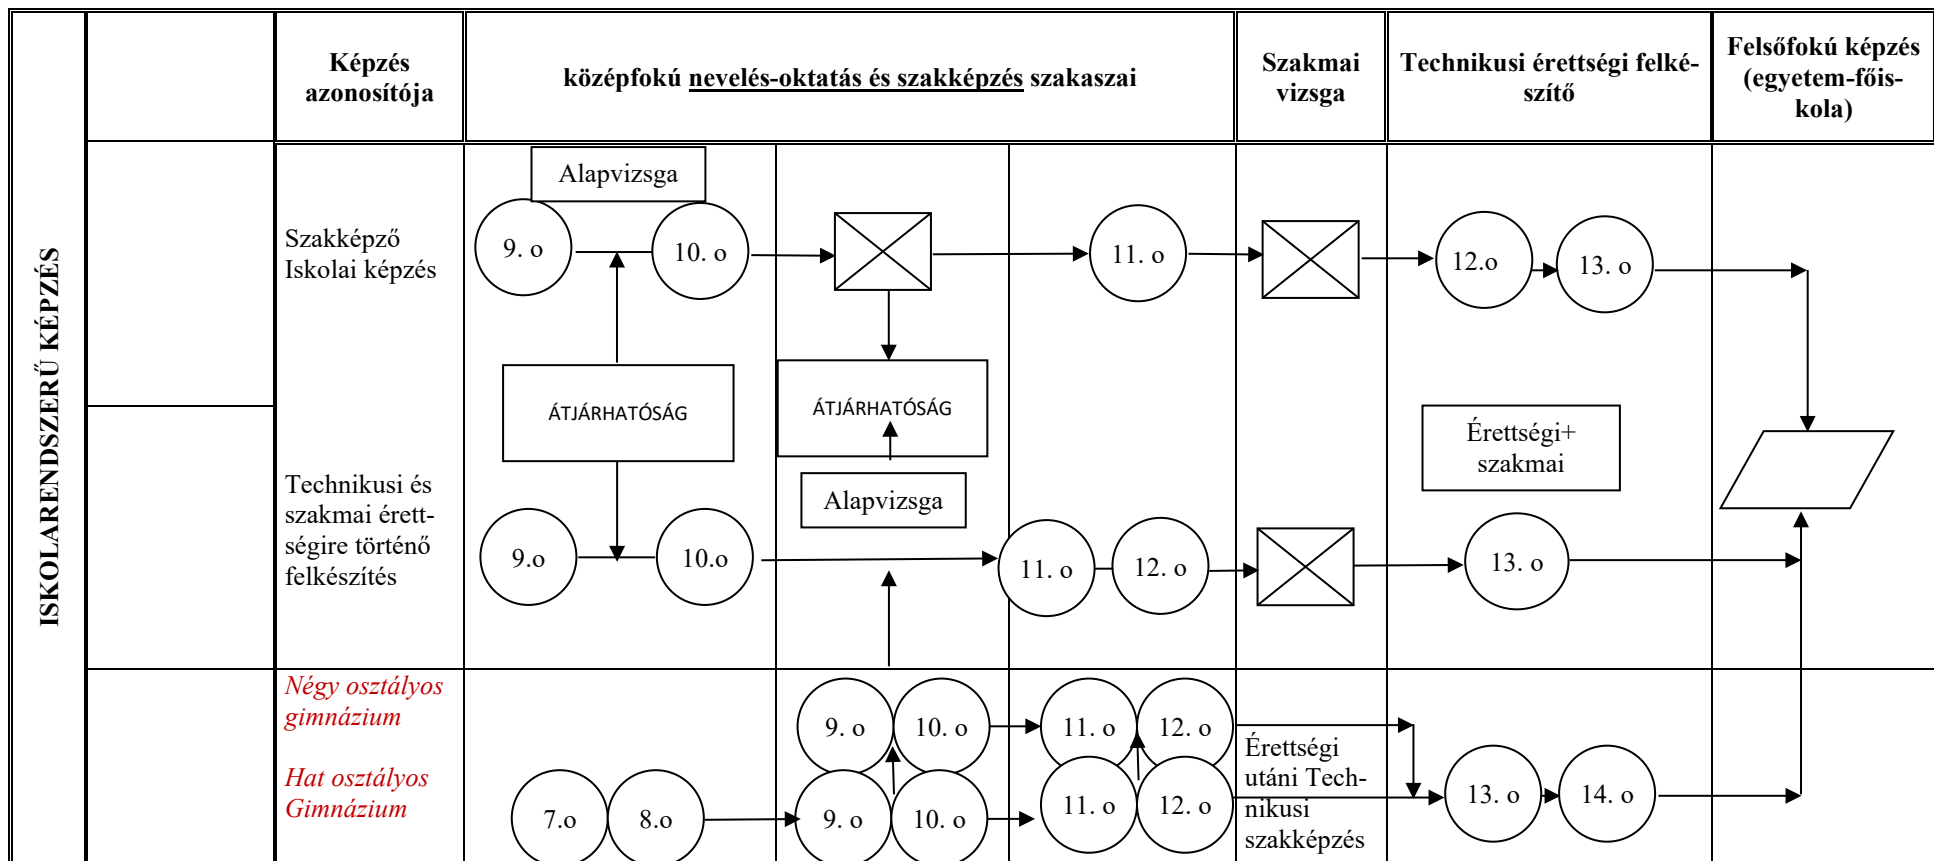 ISKOLARENDSZERŰ KÉPZÉS
Képzés
azonosítója
középfokú nevelés-oktatás és szakképzés szakaszai
Szakmai
vizsga
Technikusi érettségi felké-
szítő
Felsőfokú képzés
(egyetem-főis-
kola)
Szakképző
Iskolai képzés
Alapvizsga
9. o
10. o
11. o
12.o
13. o
ÁTJÁRHATÓSÁG
ÁTJÁRHATÓSÁG
Érettségi+
szakmai
Technikusi és
szakmai érett-
ségire történő
felkészítés
Alapvizsga
9.o
10.o
11. o
12. o
13. o
Négy osztályos
gimnázium
9. o
10. o
11. o
12. o
Érettségi
utáni Tech-
nikusi
szakképzés
Hat osztályos
Gimnázium
7.o
8.o
9. o
10. o
11. o
12. o
13. o
14. o